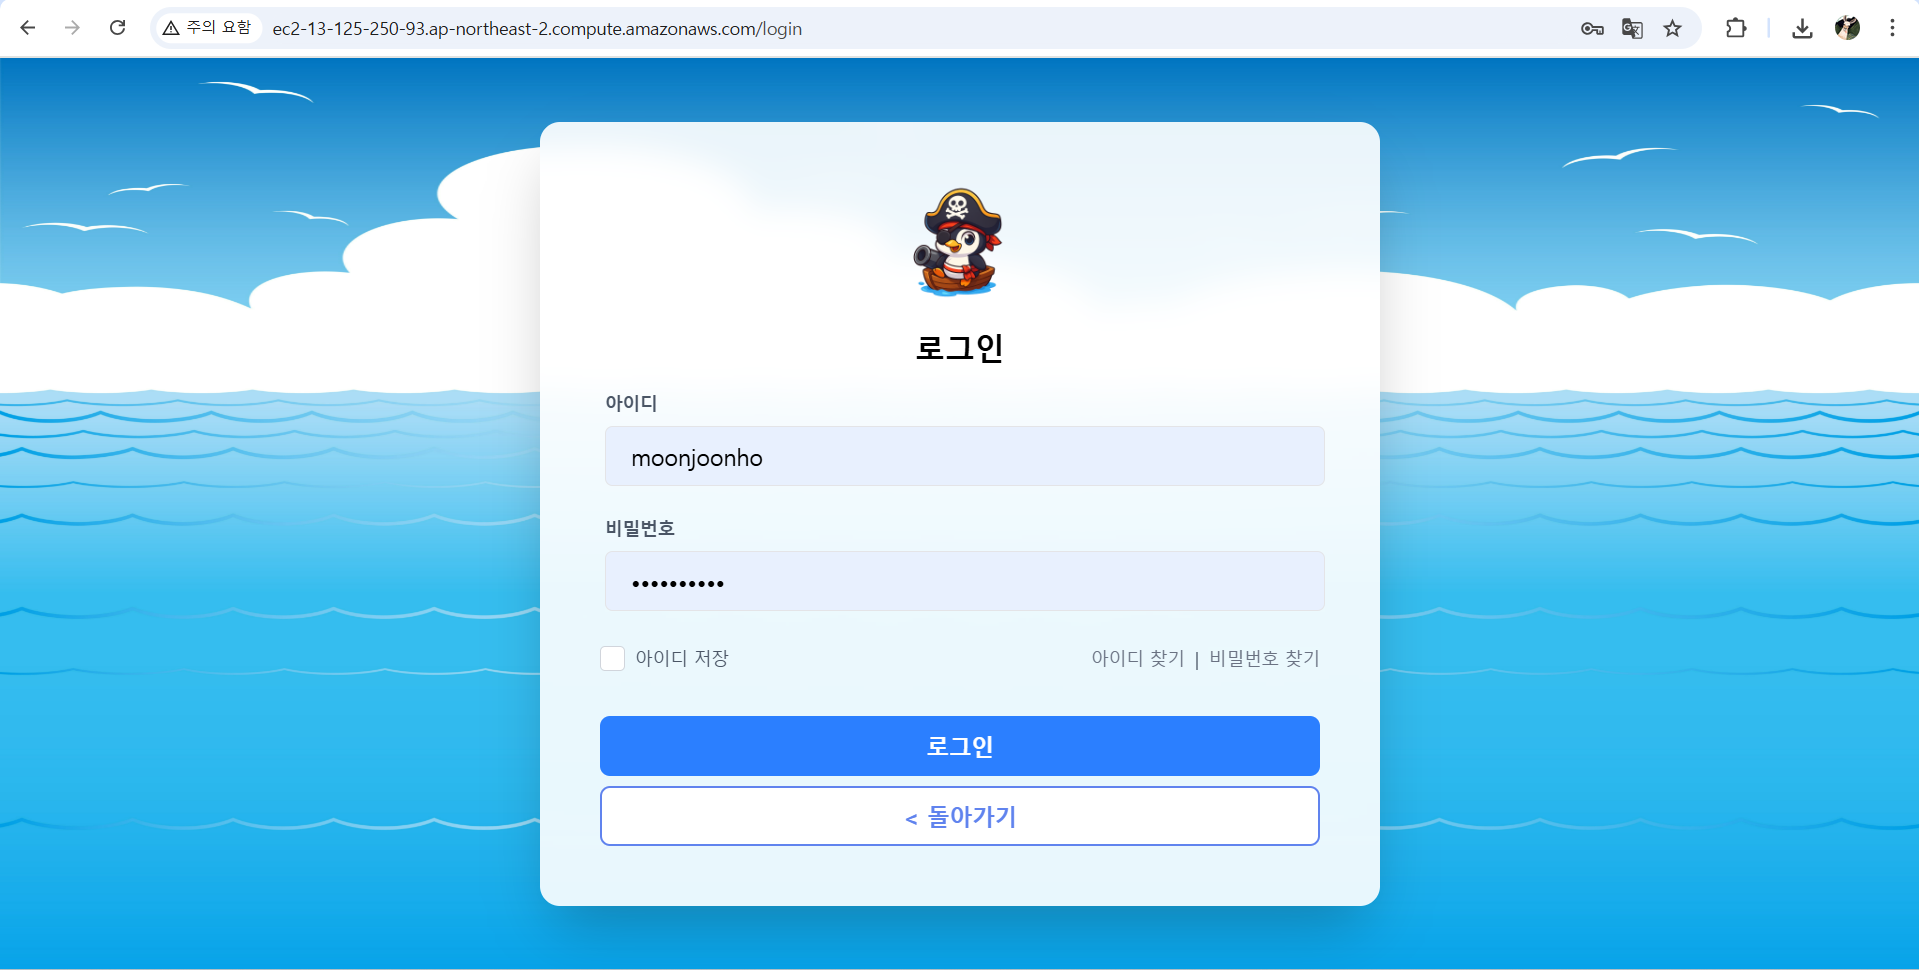 주의 요함
ec2-13-125-250-93.ap-northeast-2.compute.amazonaws.com/login
로그인
아이디
moonjoonho
비밀번호
••••••••••
아이디 저장
아이디 찾기 | 비밀번호 찾기
로그인
< 돌아가기